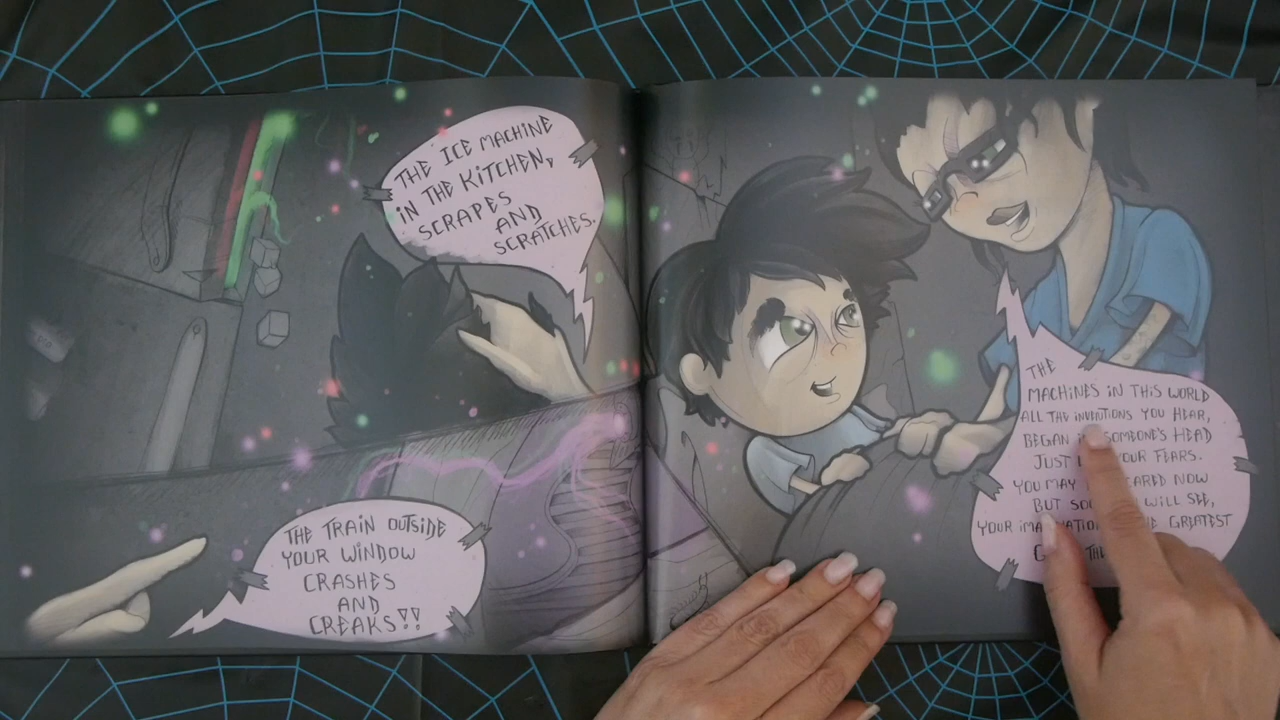 THE ICE MACHINE
IN THE KITCHEN,
SCRAPES
AND
SCRATCHES.
THE TRAIN OUTSIDE
YOUR WINDOW
CRASHES
AND
CREAKS!!
THE
MACHINES IN THIS WORLD
ALL THE INVENTIONS YOU HEAR,
BEGAN SOMEONE'S HEAD
JUST YOUR FEARS.
YOU MAY NOW
BUT WILL SEE,
YOUR GREATEST